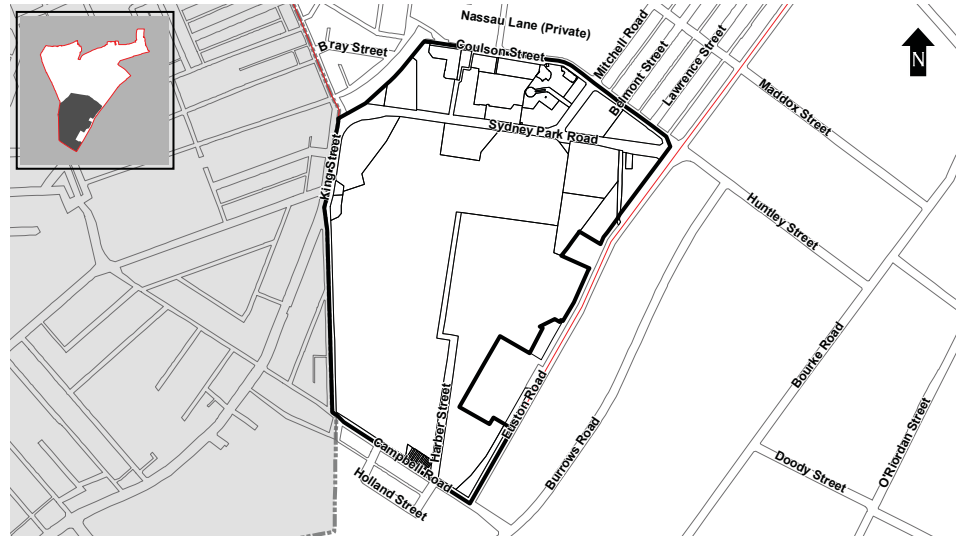 Nassau Lane (Private)
Bray Street
Coulson Street
Mitchell Road
Belmont Street
Lawrence Street
N
Maddox Street
Sydney Park Road
King Street
Huntley Street
Bourke Road
Euston Road
Harber Street
Burrows Road
O'Riordan Street
Campbell Road
Holland Street
Doody Street